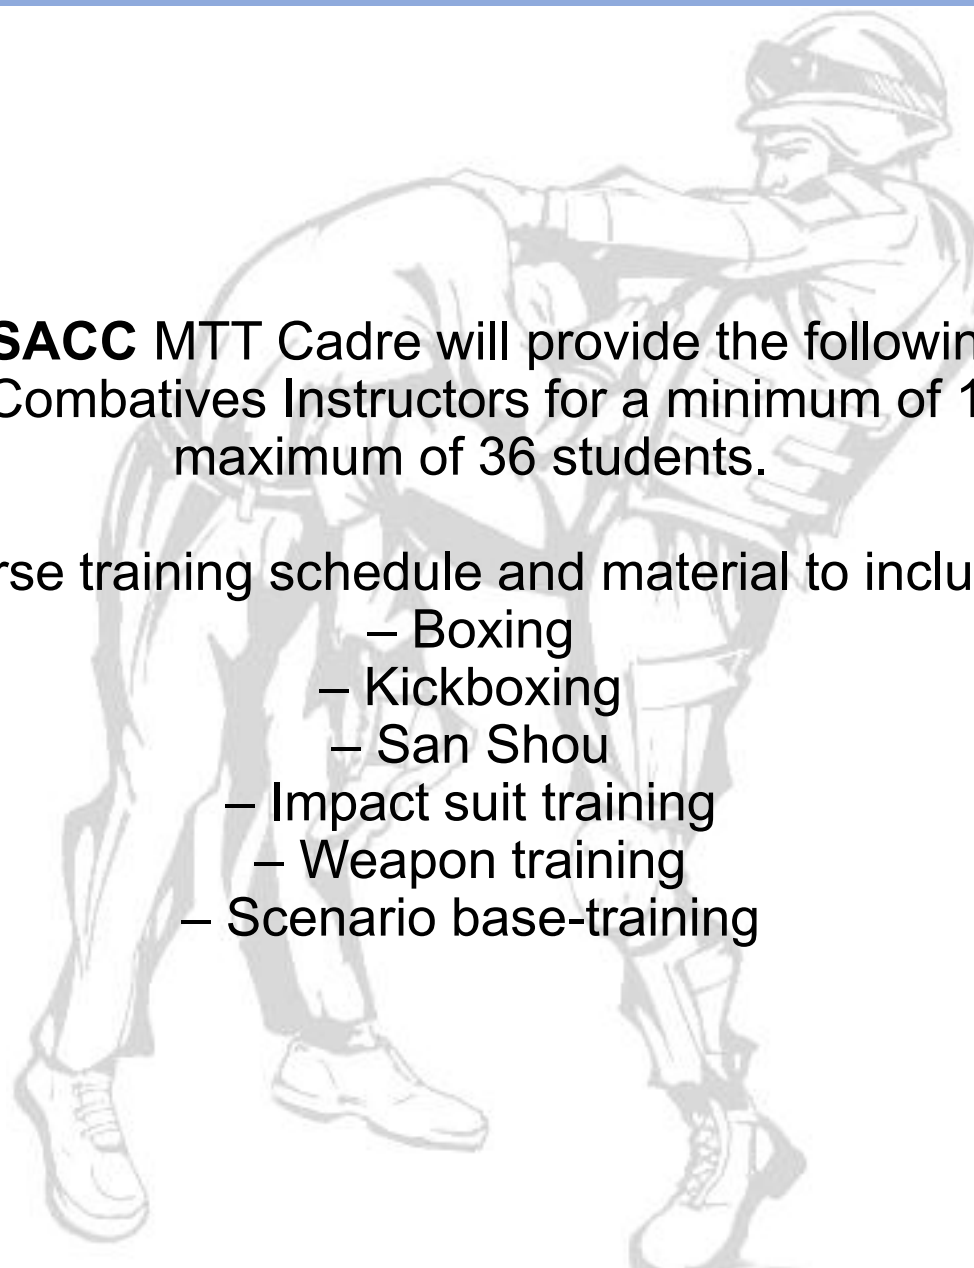 SACC MTT Cadre will provide the followin
Combatives Instructors for a minimum of 1
maximum of 36 students.
rse training schedule and material to inclu
– Boxing
– Kickboxing
– San Shou
– Impact suit training
– Weapon training
– Scenario base-training